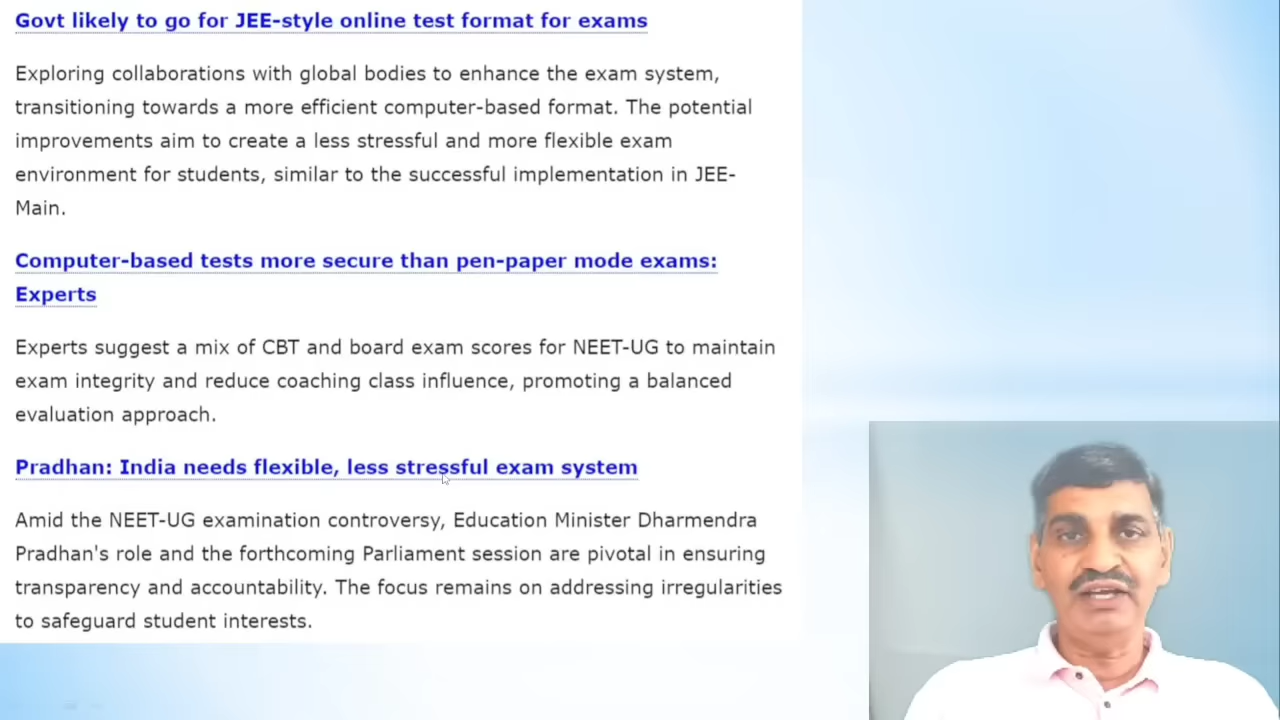 Govt likely to go for JEE-style online test format for exams
Exploring collaborations with global bodies to enhance the exam system,
transitioning towards a more efficient computer-based format. The potential
improvements aim to create a less stressful and more flexible exam
environment for students, similar to the successful implementation in JEE-
Main.
Computer-based tests more secure than pen-paper mode exams:
Experts
Experts suggest a mix of CBT and board exam scores for NEET-UG to maintain
exam integrity and reduce coaching class influence, promoting a balanced
evaluation approach.
Pradhan: India needs flexible, less stressful exam system
Amid the NEET-UG examination controversy, Education Minister Dharmendra
Pradhan's role and the forthcoming Parliament session are pivotal in ensuring
transparency and accountability. The focus remains on addressing irregularities
to safeguard student interests.